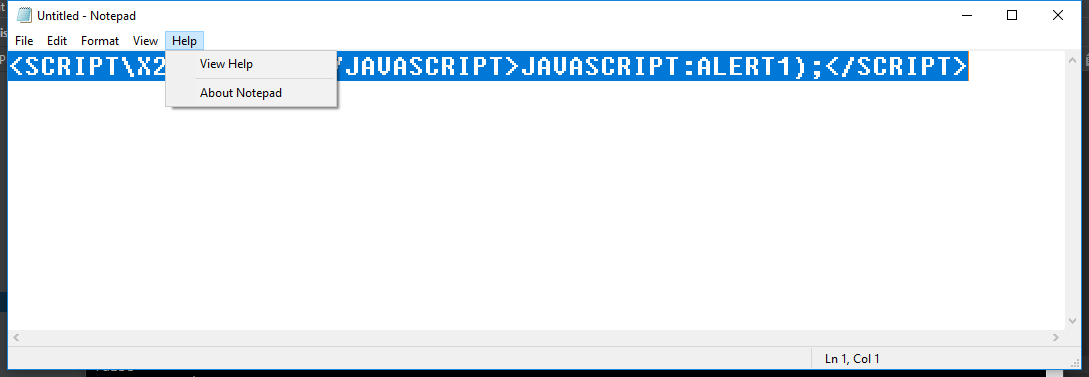 Untitled - Notepad
File Edit Format View Help
<SCRIPT\X2 /JAVASCRIPT>JAVASCRIPT:ALERT1);</SCRIPT>
View Help
About Notepad
Ln 1, Col 1